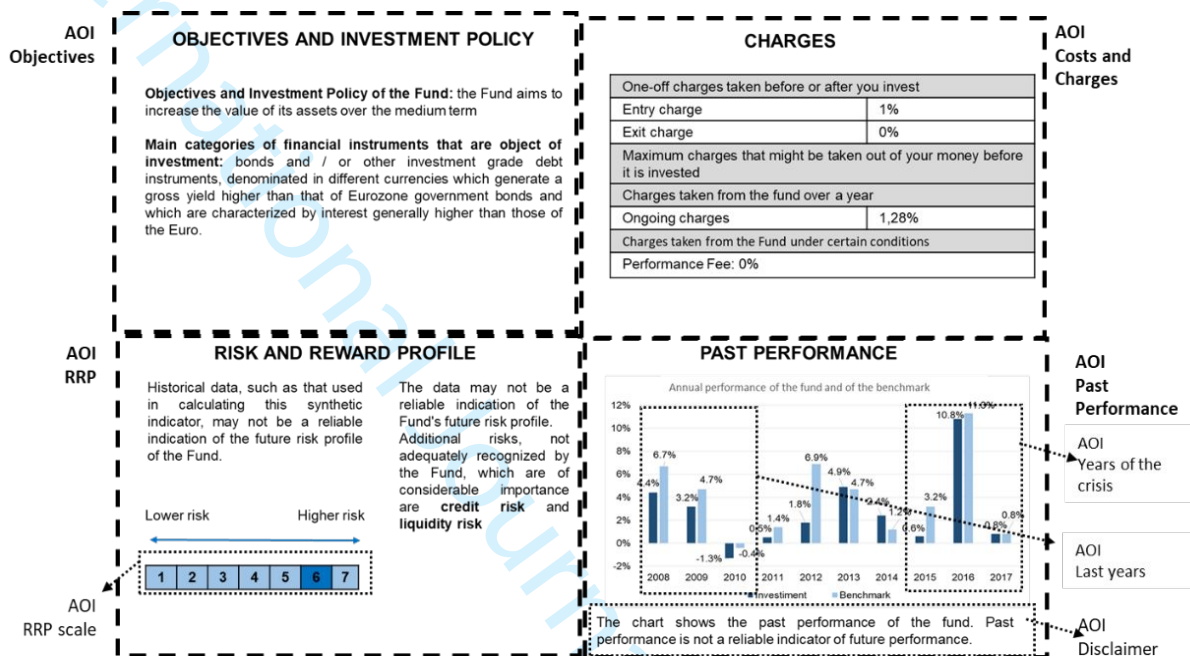 AOI
Objectives
OBJECTIVES AND INVESTMENT POLICY
Objectives and Investment Policy of the Fund: the Fund aims to
increase the value of its assets over the medium term
Main categories of financial instruments that are object of
investment: bonds and / or other investment grade debt
instruments, denominated in different currencies which generate a
gross yield higher than that of Eurozone government bonds and
which are characterized by interest generally higher than those of
the Euro.
CHARGES
AOI
Costs and
Charges
One-off charges taken before or after you invest
Entry charge 1%
Exit charge 0%
Maximum charges that might be taken out of your money before
it is invested
Charges taken from the fund over a year
Ongoing charges 1,28%
Charges taken from the Fund under certain conditions
Performance Fee: 0%
AOI
RRP
RISK AND REWARD PROFILE
Historical data, such as that used
in calculating this synthetic
indicator, may not be a reliable
indication of the future risk profile
of the Fund.
The data may not be a
reliable indication of the
Fund's future risk profile.
Additional risks, not
adequately recognized by
the Fund, which are of
considerable importance
are credit risk and
liquidity risk
Lower risk Higher risk
1 2 3 4 5 6 7
AOI
RRP scale
PAST PERFORMANCE
AOI
Past
Performance
Annual performance of the fund and of the benchmark
12%
10%
8%
6%
4%
2%
0%
-2%
4.4% 6.7%
3.2% 4.7%
-1.3% -0.4%
0.5% 1.4%
1.8% 6.9%
4.9% 4.7%
2.4% 1.2%
0.6% 3.2%
10.8%
0.8% 0.8%
2008 2009 2010 2011 2012 2013 2014 2015 2016 2017
Investiment Benchmark
AOI
Years of the
crisis
AOI
Last years
The chart shows the past performance of the fund. Past
performance is not a reliable indicator of future performance.
AOI
Disclaimer
ernational Journ